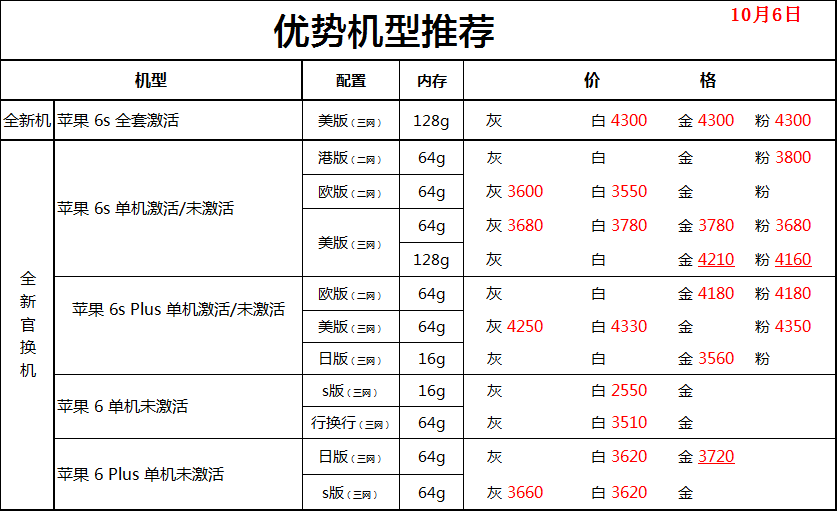 优势机型推荐
10月6日
机型 配置 内存 价 格
全新机 苹果 6s 全套激活 美版（三网） 128g 灰 白 4300 金 4300 粉 4300
全新官换机
苹果 6s 单机激活/未激活
港版（二网） 64g 灰 白 金 粉 3800
欧版（二网） 64g 灰 3600 白 3550 金 粉
美版（三网） 64g 灰 3680 白 3780 金 3780 粉 3680
128g 灰 白 金 4210 粉 4160
苹果 6s Plus 单机激活/未激活
欧版（二网） 64g 灰 白 金 4180 粉 4180
美版（三网） 64g 灰 4250 白 4330 金 粉 4350
日版（三网） 16g 灰 白 金 3560 粉
苹果 6 单机未激活
s版（三网） 16g 灰 白 2550 金
行换行（三网） 64g 灰 白 3510 金
苹果 6 Plus 单机未激活
日版（三网） 64g 灰 白 3620 金 3720
s版（三网） 64g 灰 3660 白 3620 金